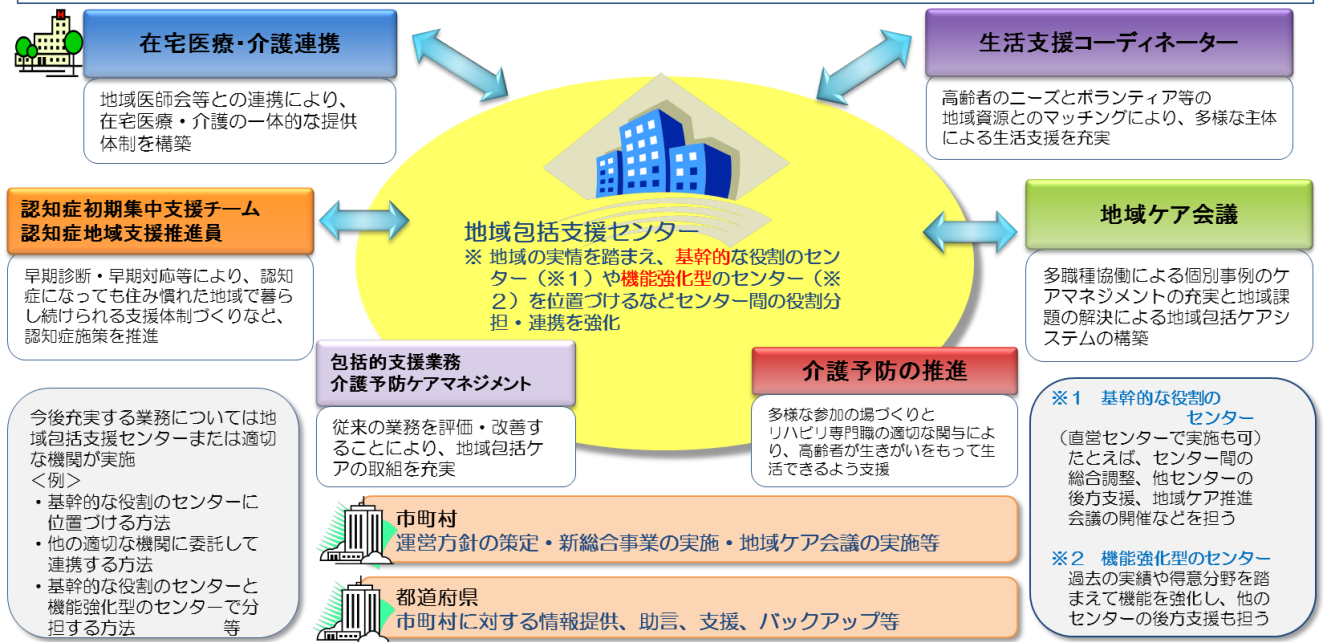 在宅医療・介護連携
地域医師会等との連携により、
在宅医療・介護の一体的な提供
体制を構築
生活支援コーディネーター
高齢者のニーズとボランティア等の
地域資源とのマッチングにより、多様な主体
による生活支援を充実
認知症初期集中支援チーム
認知症地域支援推進員
早期診断・早期対応等により、認知
症になっても住み慣れた地域で暮ら
し続けられる支援体制づくりなど、
認知症施策を推進
地域包括支援センター
※ 地域の実情を踏まえ、基幹的な役割のセン
ター（※１）や機能強化型のセンター（※
２）を位置づけるなどセンター間の役割分
担・連携を強化
地域ケア会議
多職種協働による個別事例のケ
アマネジメントの充実と地域課
題の解決による地域包括ケアシ
ステムの構築
包括的支援業務
介護予防ケアマネジメント
従来の業務を評価・改善す
ることにより、地域包括ケ
アの取組を充実
介護予防の推進
多様な参加の場づくりと
リハビリ専門職の適切な関与によ
り、高齢者が生きがいをもって生
活できるよう支援
今後充実する業務については地
域包括支援センターまたは適切
な機関が実施
＜例＞
・基幹的な役割のセンターに
位置づける方法
・他の適切な機関に委託して
連携する方法
・基幹的な役割のセンターと
機能強化型のセンターで分
担する方法　等
※１ 基幹的な役割の
センター
（直営センターで実施も可）
たとえば、センター間の
総合調整、他センターの
後方支援、地域ケア推進
会議の開催などを担う
※２ 機能強化型のセンター
過去の実績や得意分野を踏
まえて機能を強化し、他の
センターの後方支援も担う
市町村
運営方針の策定・新総合事業の実施・地域ケア会議の実施等
都道府県
市町村に対する情報提供、助言、支援、バックアップ等